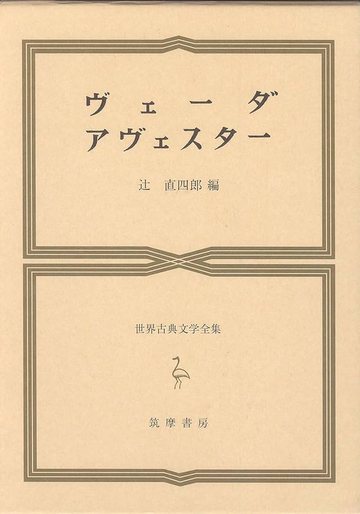 ヴェーダ
アヴェスター
辻 直四郎 編
世界古典文学全集
筑摩書房